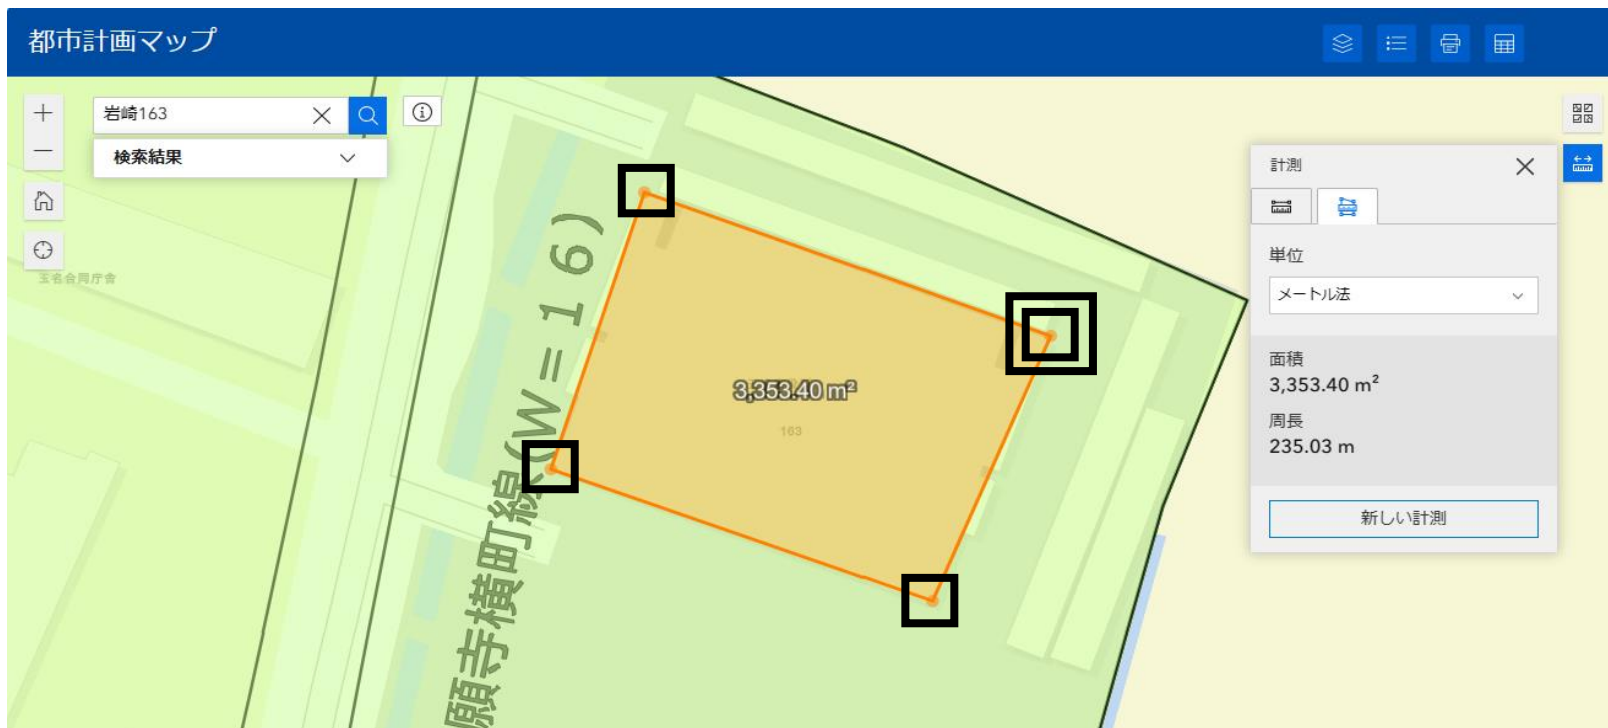 都市計画マップ
岩崎163
検索結果
玉名合同庁舎
願寺横町線(W=16)
3,353.40 m²
163
計測
単位
メートル法
面積
3,353.40 m²
周長
235.03 m
新しい計測